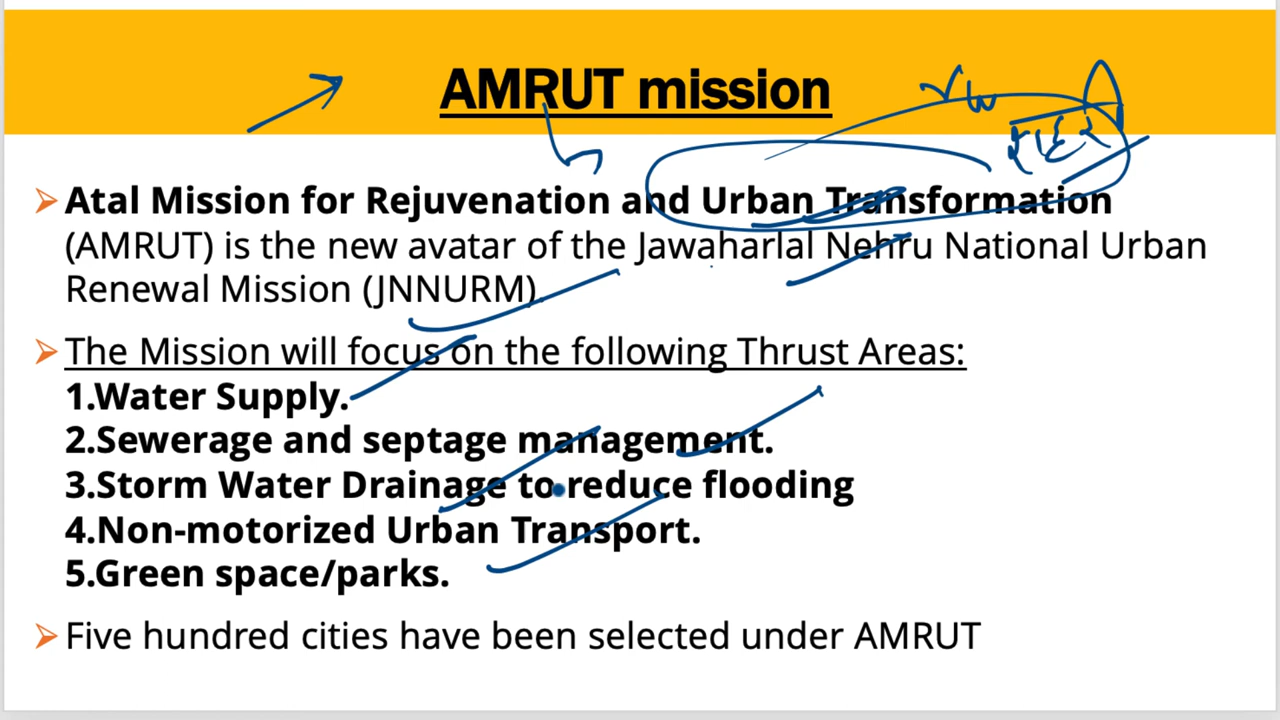 AMRUT mission
Atal Mission for Rejuvenation and Urban Transformation
(AMRUT) is the new avatar of the Jawaharlal Nehru National Urban
Renewal Mission (JNNURM).
The Mission will focus on the following Thrust Areas:
1.Water Supply.
2.Sewerage and septage management.
3.Storm Water Drainage to reduce flooding
4.Non-motorized Urban Transport.
5.Green space/parks.
Five hundred cities have been selected under AMRUT